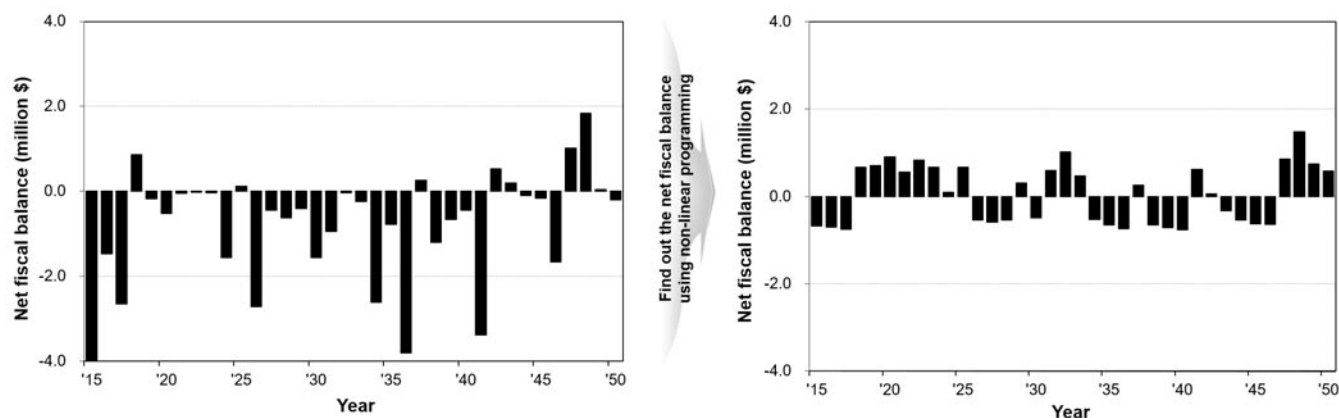 Net fiscal balance (million $)
4.0
2.0
0.0
-2.0
-4.0
'15 '20 '25 '30 '35 '40 '45 '50
Year
Find out the net fiscal balance
using non-linear programming
Net fiscal balance (million $)
4.0
2.0
0.0
-2.0
-4.0
'15 '20 '25 '30 '35 '40 '45 '50
Year